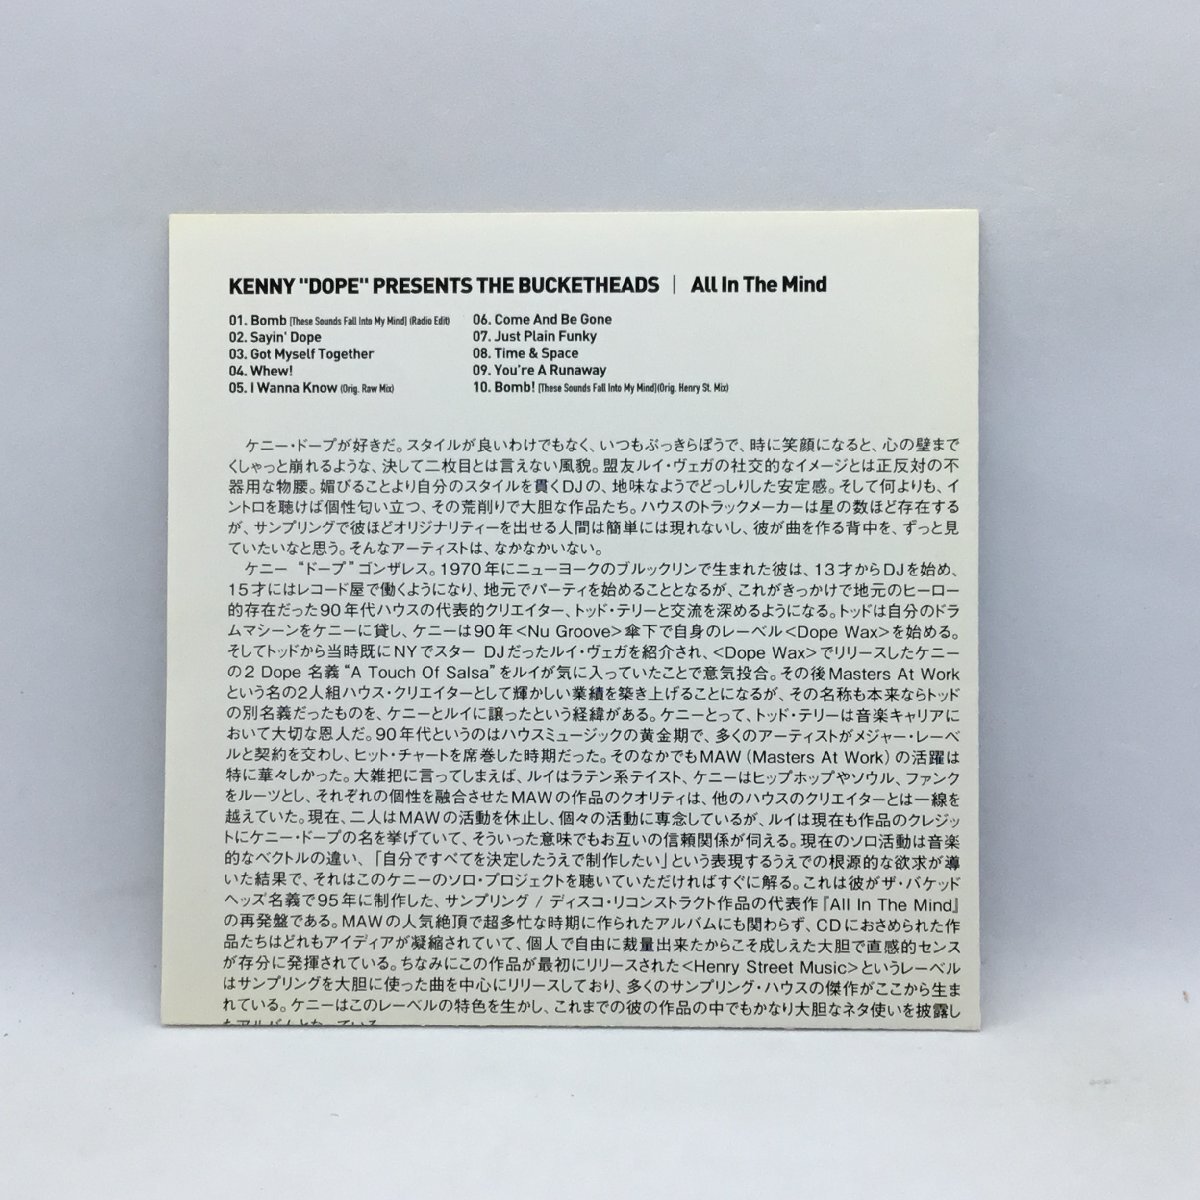 KENNY "DOPE" PRESENTS THE BUCKETHEADS | All In The Mind
01. Bomb [These Sounds Fall Into My Mind] (Radio Edit)
02. Sayin' Dope
03. Got Myself Together
04. Whew!
05. I Wanna Know (Orig. Raw Mix)
06. Come And Be Gone
07. Just Plain Funky
08. Time & Space
09. You're A Runaway
10. Bomb! [These Sounds Fall Into My Mind](Orig. Henry St. Mix)
ケニー・ドープが好きだ。スタイルが良いわけでもなく、いつもぶっきらぼうで、時に笑顔になると、心の壁まで
くしゃっと崩れるような、決して二枚目とは言えない風貌。盟友ルイ・ヴェガの社交的なイメージとは正反対の不
器用な物腰。媚びることより自分のスタイルを貫くDJの、地味なようでどっしりした安定感。そして何よりも、イ
ントロを聴けば個性匂い立つ、その荒削りで大胆な作品たち。ハウスのトラックメーカーは星の数ほど存在する
が、サンプリングで彼ほどオリジナリティーを出せる人間は簡単には現れないし、彼が曲を作る背中を、ずっと見
ていたいなと思う。そんなアーティストは、なかなかいない。
ケニー “ドープ”ゴンザレス。1970年にニューヨークのブルックリンで生まれた彼は、13才からDJを始め、
15才にはレコード屋で働くようになり、地元でパーティを始めることとなるが、これがきっかけで地元のヒーロー
的存在だった90年代ハウスの代表的クリエイター、トッド・テリーと交流を深めるようになる。トッドは自分のドラ
ムマシーンをケニーに貸し、ケニーは90年<Nu Groove>傘下で自身のレーベル<Dope Wax>を始める。
そしてトッドから当時既にNYでスター DJだったルイ・ヴェガを紹介され、<Dope Wax>でリリースしたケニー
の2 Dope 名義“A Touch Of Salsa”をルイが気に入っていたことで意気投合。その後Masters At Work
という名の2人組ハウス・クリエイターとして輝かしい業績を築き上げることになるが、その名称も本来ならトッド
の別名義だったものを、ケニーとルイに譲ったという経緯がある。ケニーとって、トッド・テリーは音楽キャリアに
おいて大切な恩人だ。90年代というのはハウスミュージックの黄金期で、多くのアーティストがメジャー・レーベ
ルと契約を交わし、ヒット・チャートを席巻した時期だった。そのなかでもMAW（Masters At Work）の活躍は
特に華々しかった。大雑把に言ってしまえば、ルイはラテン系テイスト、ケニーはヒップホップやソウル、ファンク
をルーツとし、それぞれの個性を融合させたMAWの作品のクオリティは、他のハウスのクリエイターとは一線を
越えていた。現在、二人はMAWの活動を休止し、個々の活動に専念しているが、ルイは現在も作品のクレジッ
トにケニー・ドープの名を挙げていて、そういった意味でもお互いの信頼関係が伺える。現在のソロ活動は音楽
的なベクトルの違い、「自分ですべてを決定したうえで制作したい」という表現するうえでの根源的な欲求が導
いた結果で、それはこのケニーのソロ・プロジェクトを聴いていただければすぐに解る。これは彼がザ・バケッド
ヘッズ名義で95年に制作した、サンプリング / ディスコ・リコンストラクト作品の代表作『All In The Mind』
の再発盤である。MAWの人気絶頂で超多忙な時期に作られたアルバムにも関わらず、CDにおさめられた作
品たちはどれもアイディアが凝縮されていて、個人で自由に裁量出来たからこそ成しえた大胆で直感的センス
が存分に発揮されている。ちなみにこの作品が最初にリリースされた<Henry Street Music>というレーベル
はサンプリングを大胆に使った曲を中心にリリースしており、多くのサンプリング・ハウスの傑作がここから生ま
れている。ケニーはこのレーベルの特色を生かし、これまでの彼の作品の中でもかなり大胆なネタ使いを披露し